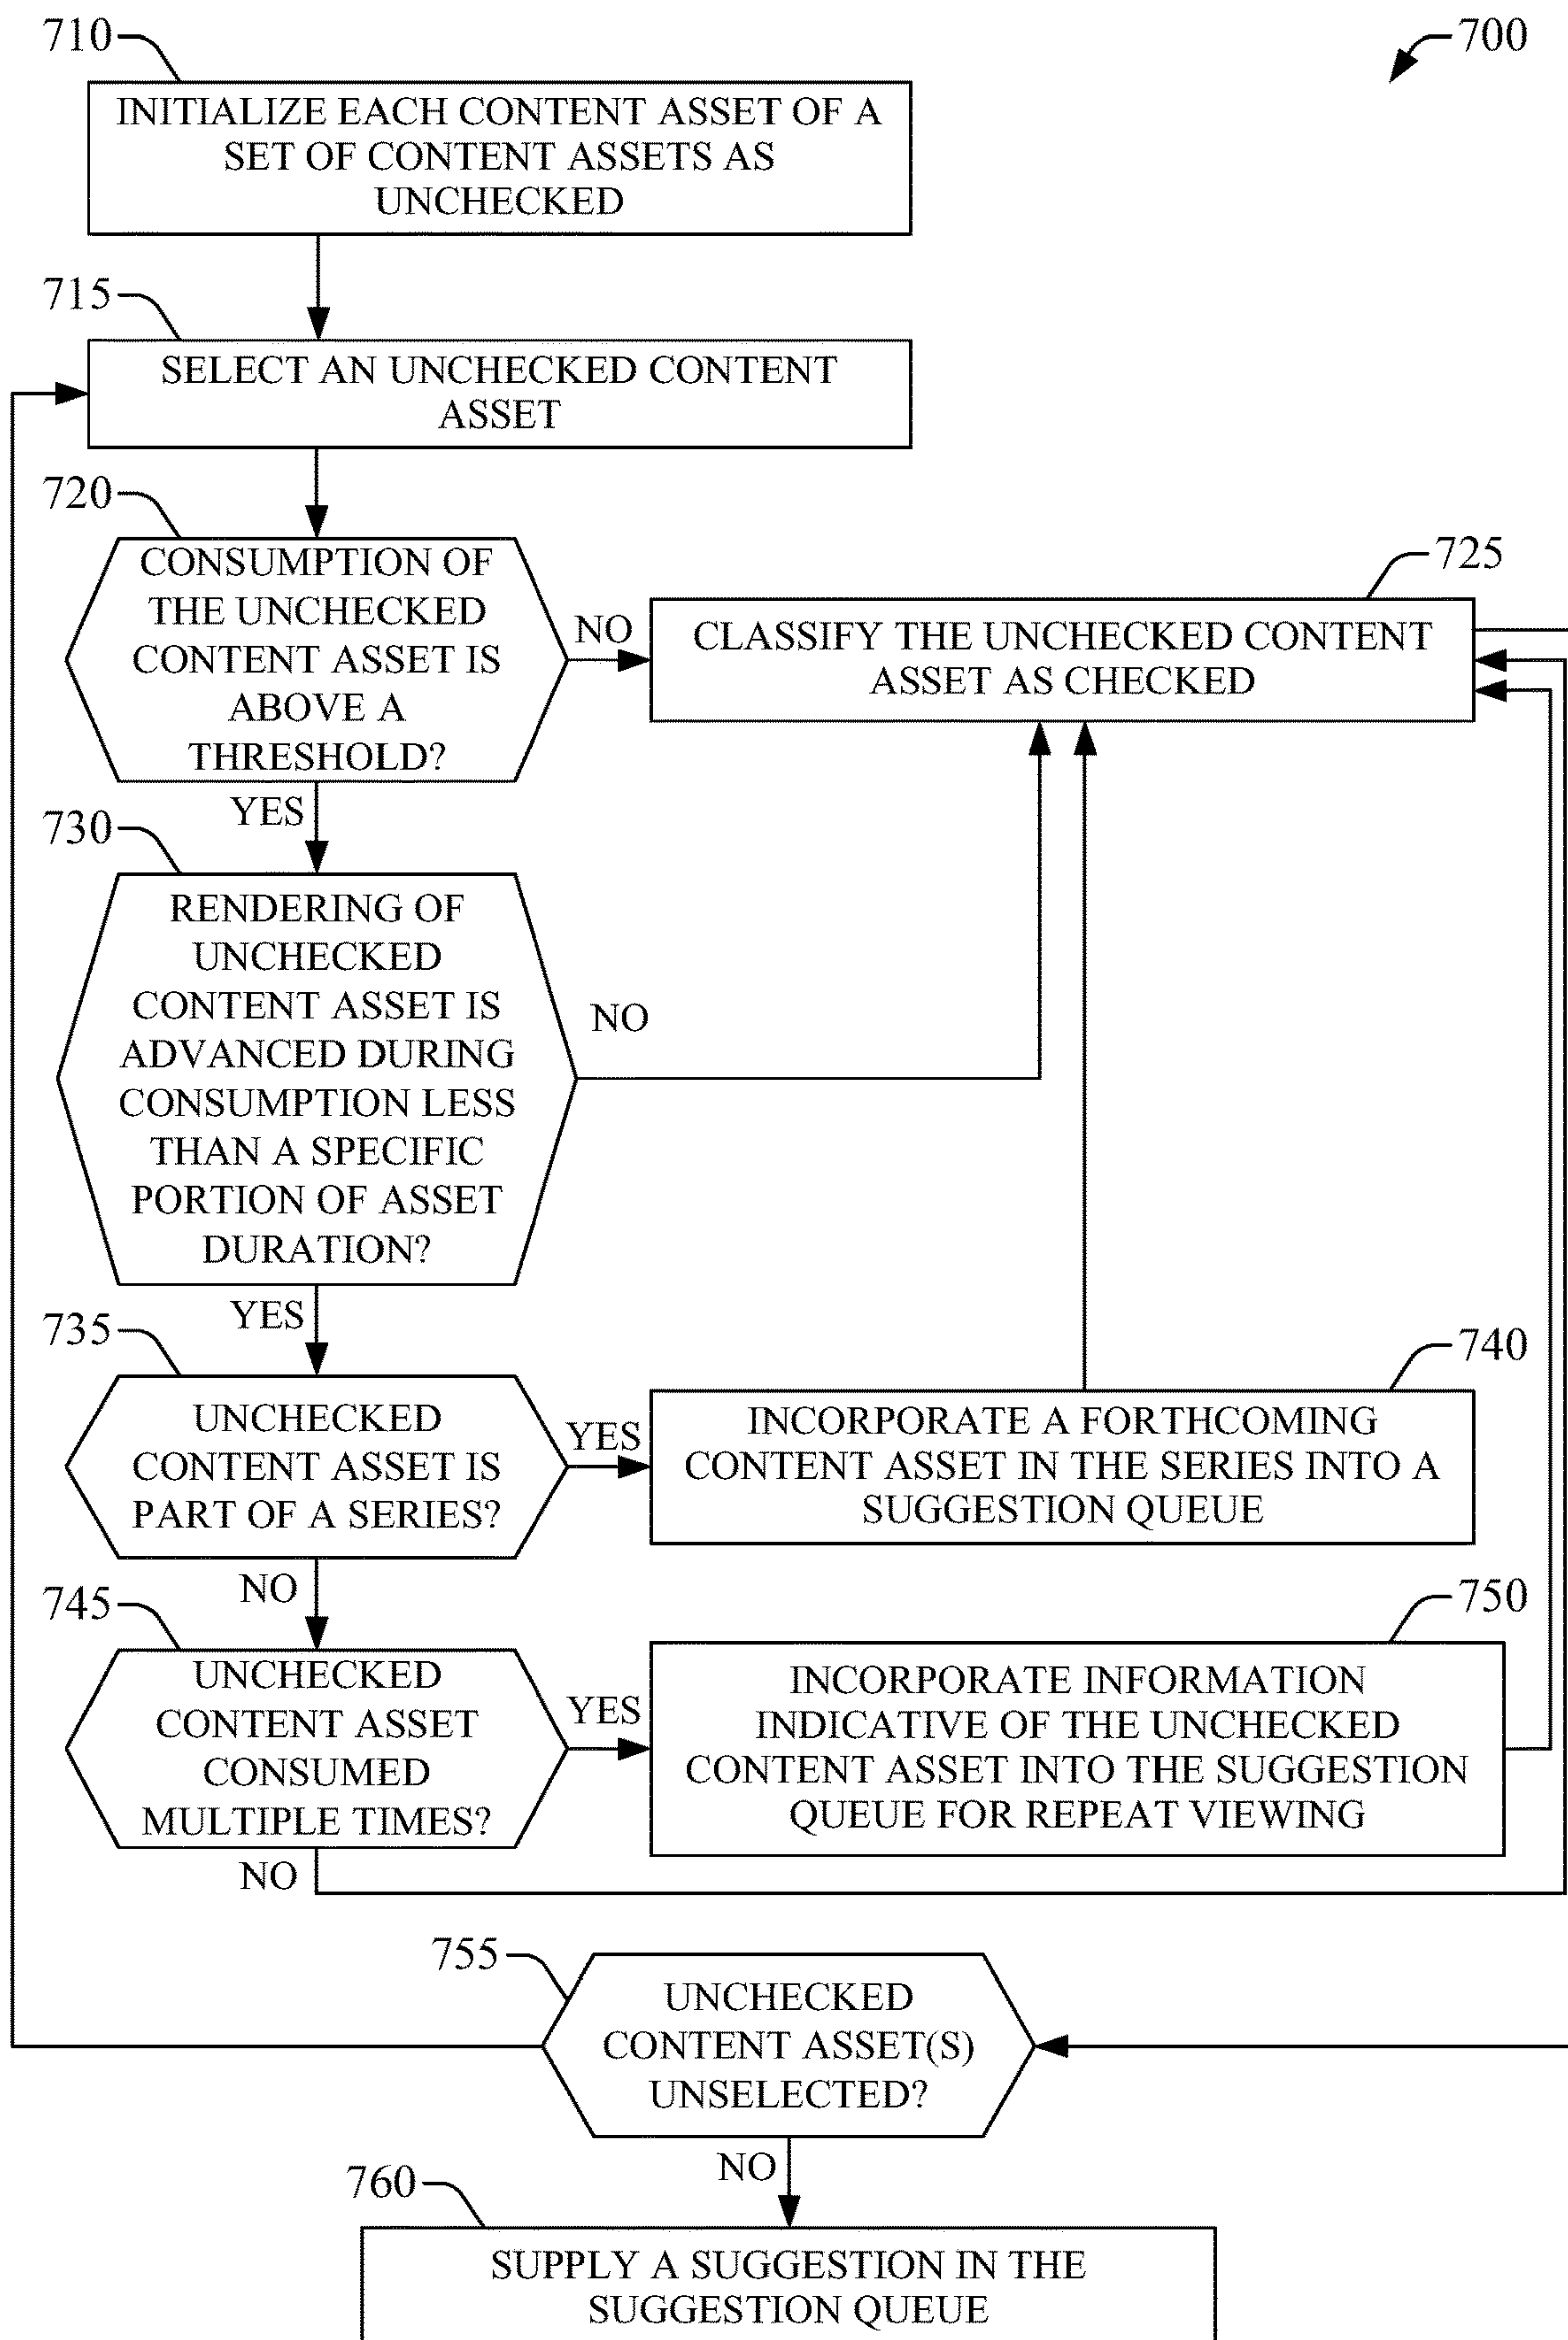 710
700
INITIALIZE EACH CONTENT ASSET OF A
SET OF CONTENT ASSETS AS
UNCHECKED
715
SELECT AN UNCHECKED CONTENT
ASSET
720
CONSUMPTION OF
THE UNCHECKED
CONTENT ASSET IS
ABOVE A
THRESHOLD?
NO
725
CLASSIFY THE UNCHECKED CONTENT
ASSET AS CHECKED
YES
730
RENDERING OF
UNCHECKED
CONTENT ASSET IS
ADVANCED DURING
CONSUMPTION LESS
THAN A SPECIFIC
PORTION OF ASSET
DURATION?
NO
YES
735
UNCHECKED
CONTENT ASSET IS
PART OF A SERIES?
YES
740
INCORPORATE A FORTHCOMING
CONTENT ASSET IN THE SERIES INTO A
SUGGESTION QUEUE
NO
745
UNCHECKED
CONTENT ASSET
CONSUMED
MULTIPLE TIMES?
YES
750
INCORPORATE INFORMATION
INDICATIVE OF THE UNCHECKED
CONTENT ASSET INTO THE SUGGESTION
QUEUE FOR REPEAT VIEWING
NO
755
UNCHECKED
CONTENT ASSET(S)
UNSELECTED?
NO
760
SUPPLY A SUGGESTION IN THE
SUGGESTION QUEUE